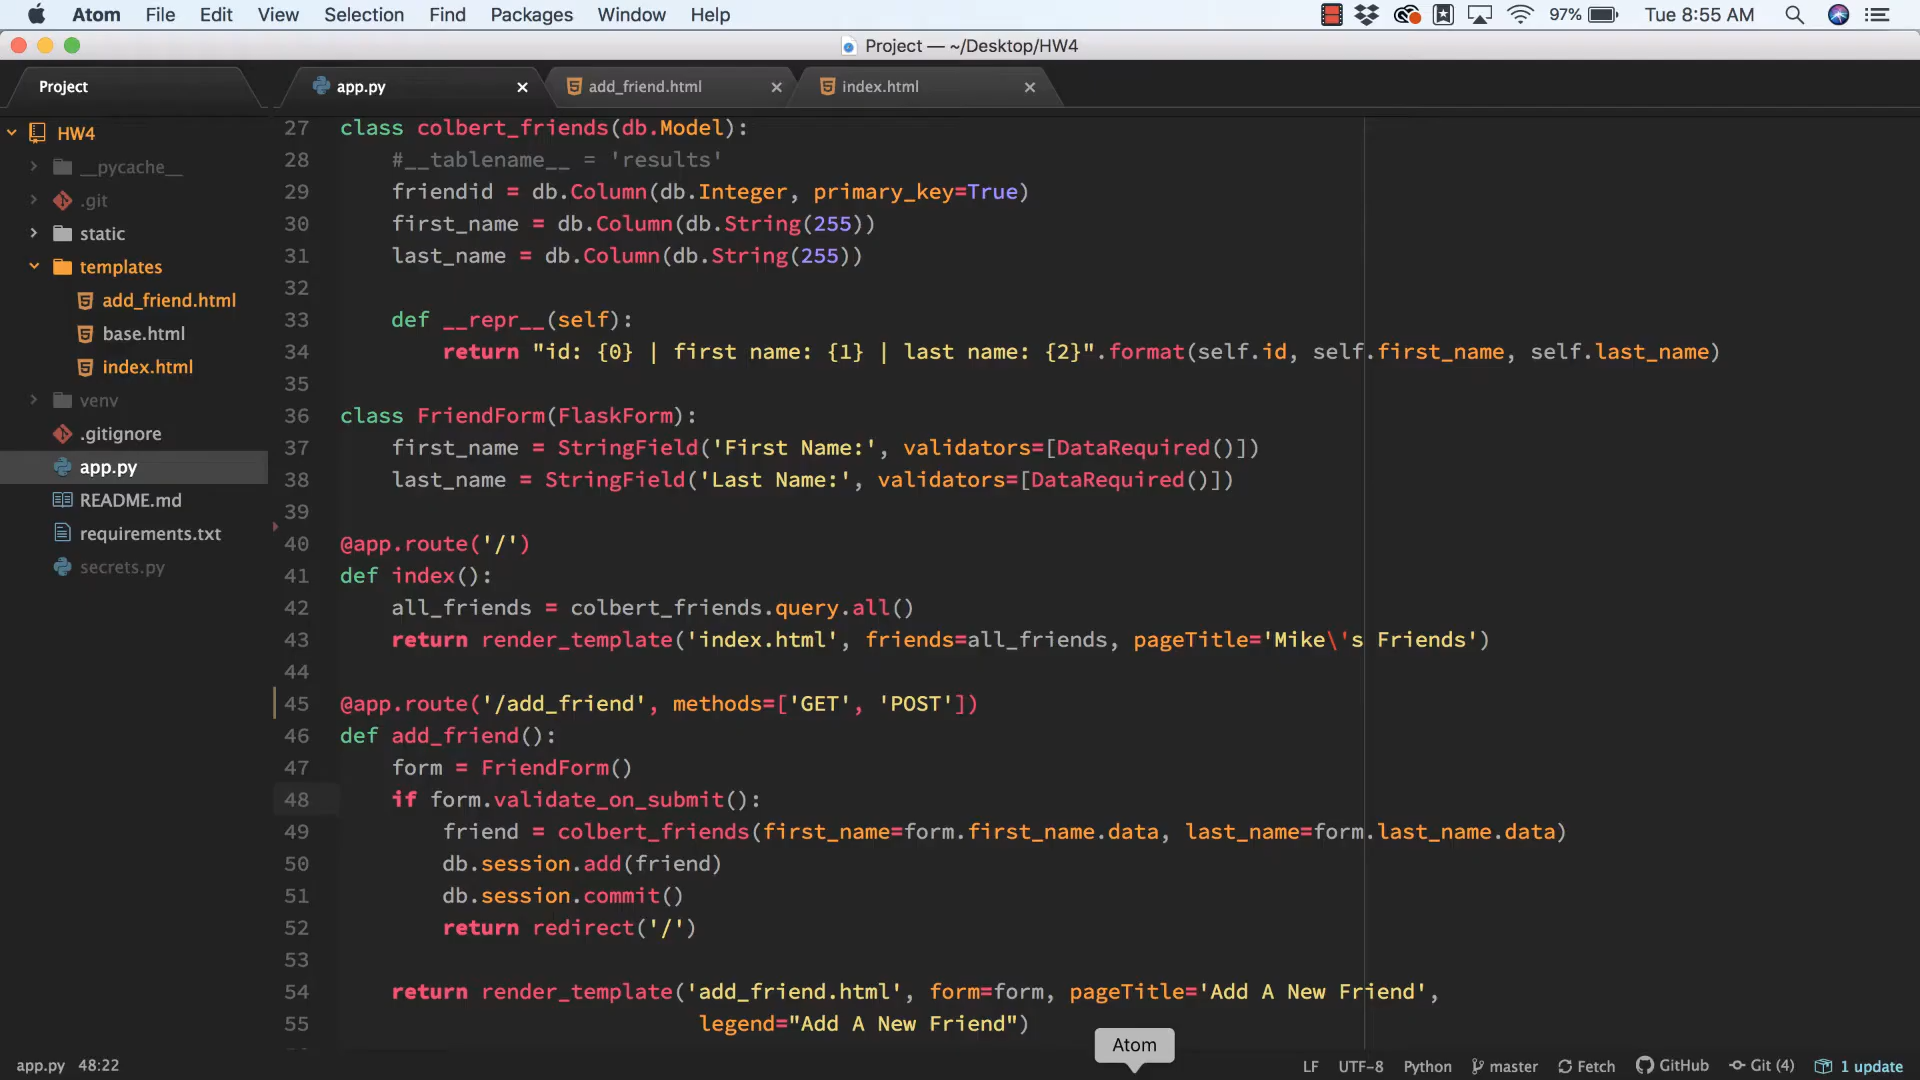 Atom File Edit View Selection Find Packages Window Help 97% Tue 8:55 AM
Project — ~/Desktop/HW4
Project app.py add_friend.html index.html
HW4
__pycache__
.git
static
templates
add_friend.html
base.html
index.html
venv
.gitignore
app.py
README.md
requirements.txt
secrets.py
27 class colbert_friends(db.Model):
28 #__tablename__ = 'results'
29 friendid = db.Column(db.Integer, primary_key=True)
30 first_name = db.Column(db.String(255))
31 last_name = db.Column(db.String(255))
32
33 def __repr__(self):
34 return "id: {0} | first name: {1} | last name: {2}".format(self.id, self.first_name, self.last_name)
35
36 class FriendForm(FlaskForm):
37 first_name = StringField('First Name:', validators=[DataRequired()])
38 last_name = StringField('Last Name:', validators=[DataRequired()])
39
40 @app.route('/')
41 def index():
42 all_friends = colbert_friends.query.all()
43 return render_template('index.html', friends=all_friends, pageTitle='Mike\'s Friends')
44
45 @app.route('/add_friend', methods=['GET', 'POST'])
46 def add_friend():
47 form = FriendForm()
48 if form.validate_on_submit():
49 friend = colbert_friends(first_name=form.first_name.data, last_name=form.last_name.data)
50 db.session.add(friend)
51 db.session.commit()
52 return redirect('/')
53
54 return render_template('add_friend.html', form=form, pageTitle='Add A New Friend',
55 legend="Add A New Friend")
Atom
app.py 48:22 LF UTF-8 Python master Fetch GitHub Git (4) 1 update